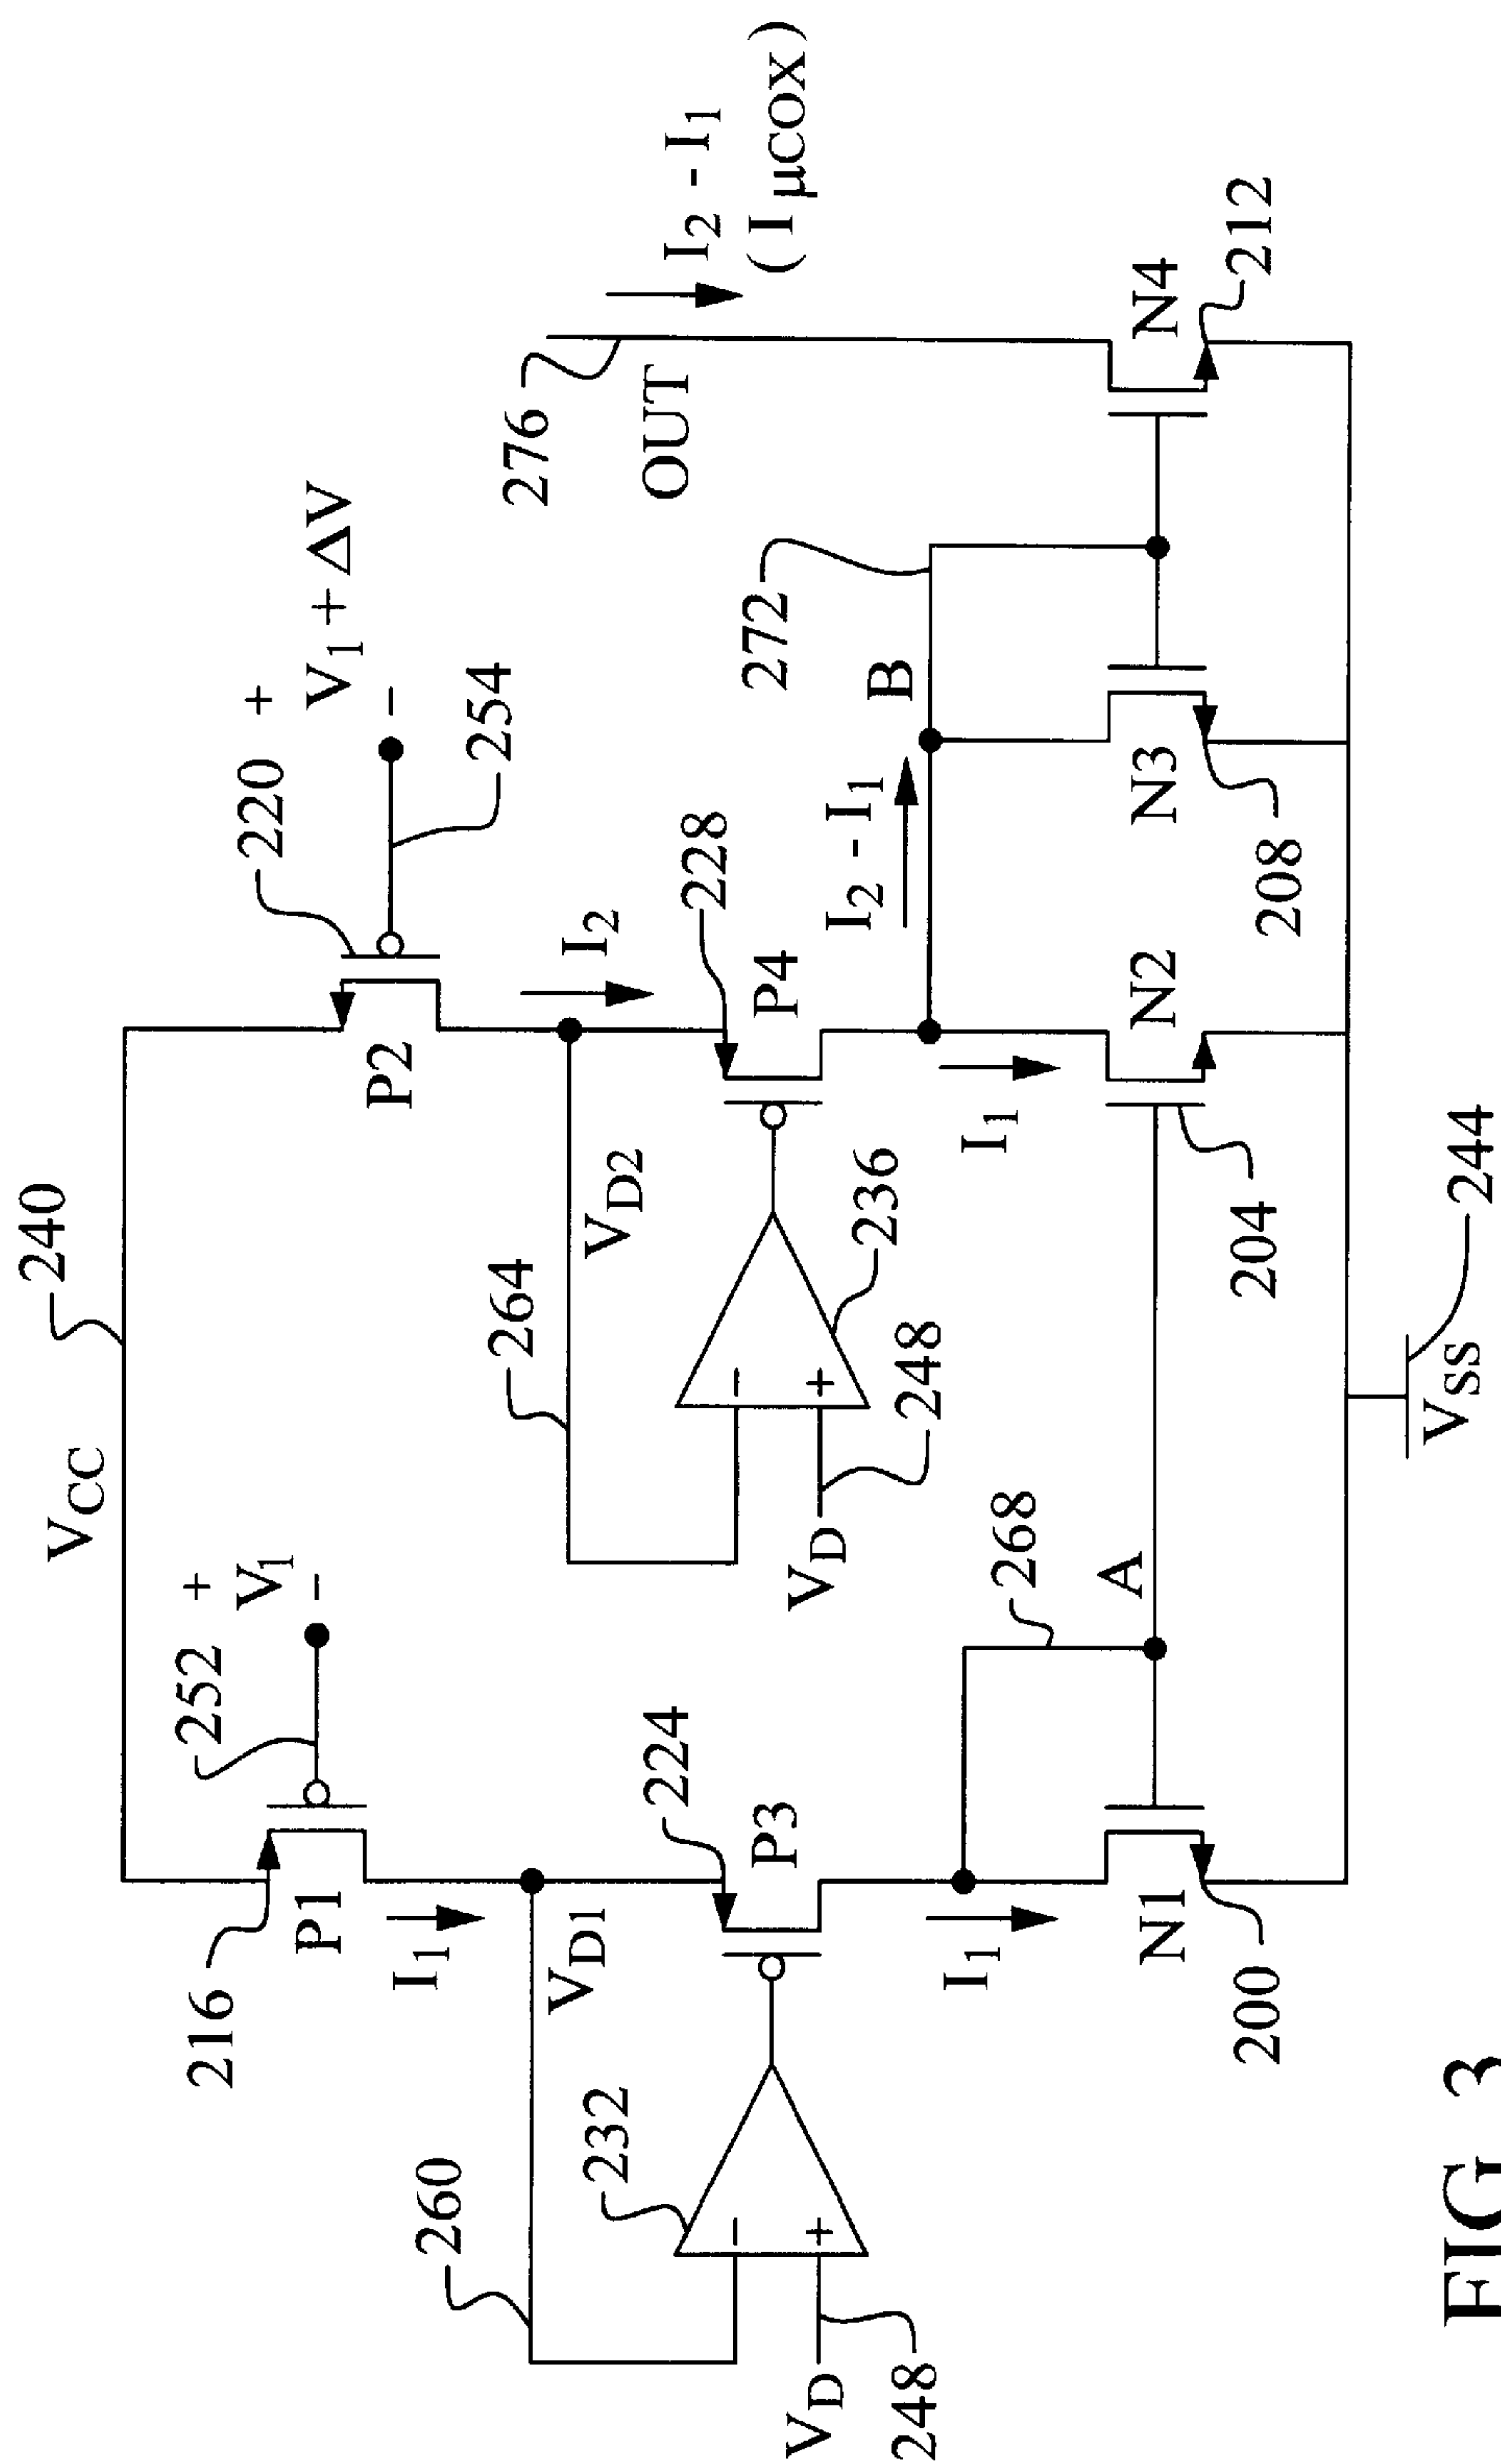 240
VCC
216
P1
252
+
V1
-
220
+
V1 + ΔV
-
254
P2
I1
I2
260
VD1
264
VD2
232
-
+
VD
248
224
P3
236
-
+
VD
248
228
P4
276
OUT
I2 - I1
(IμCOX)
I1
268
A
I1
I2 - I1
B
272
N1
200
N2
204
N3
208
N4
212
VSS
244
FIG. 3